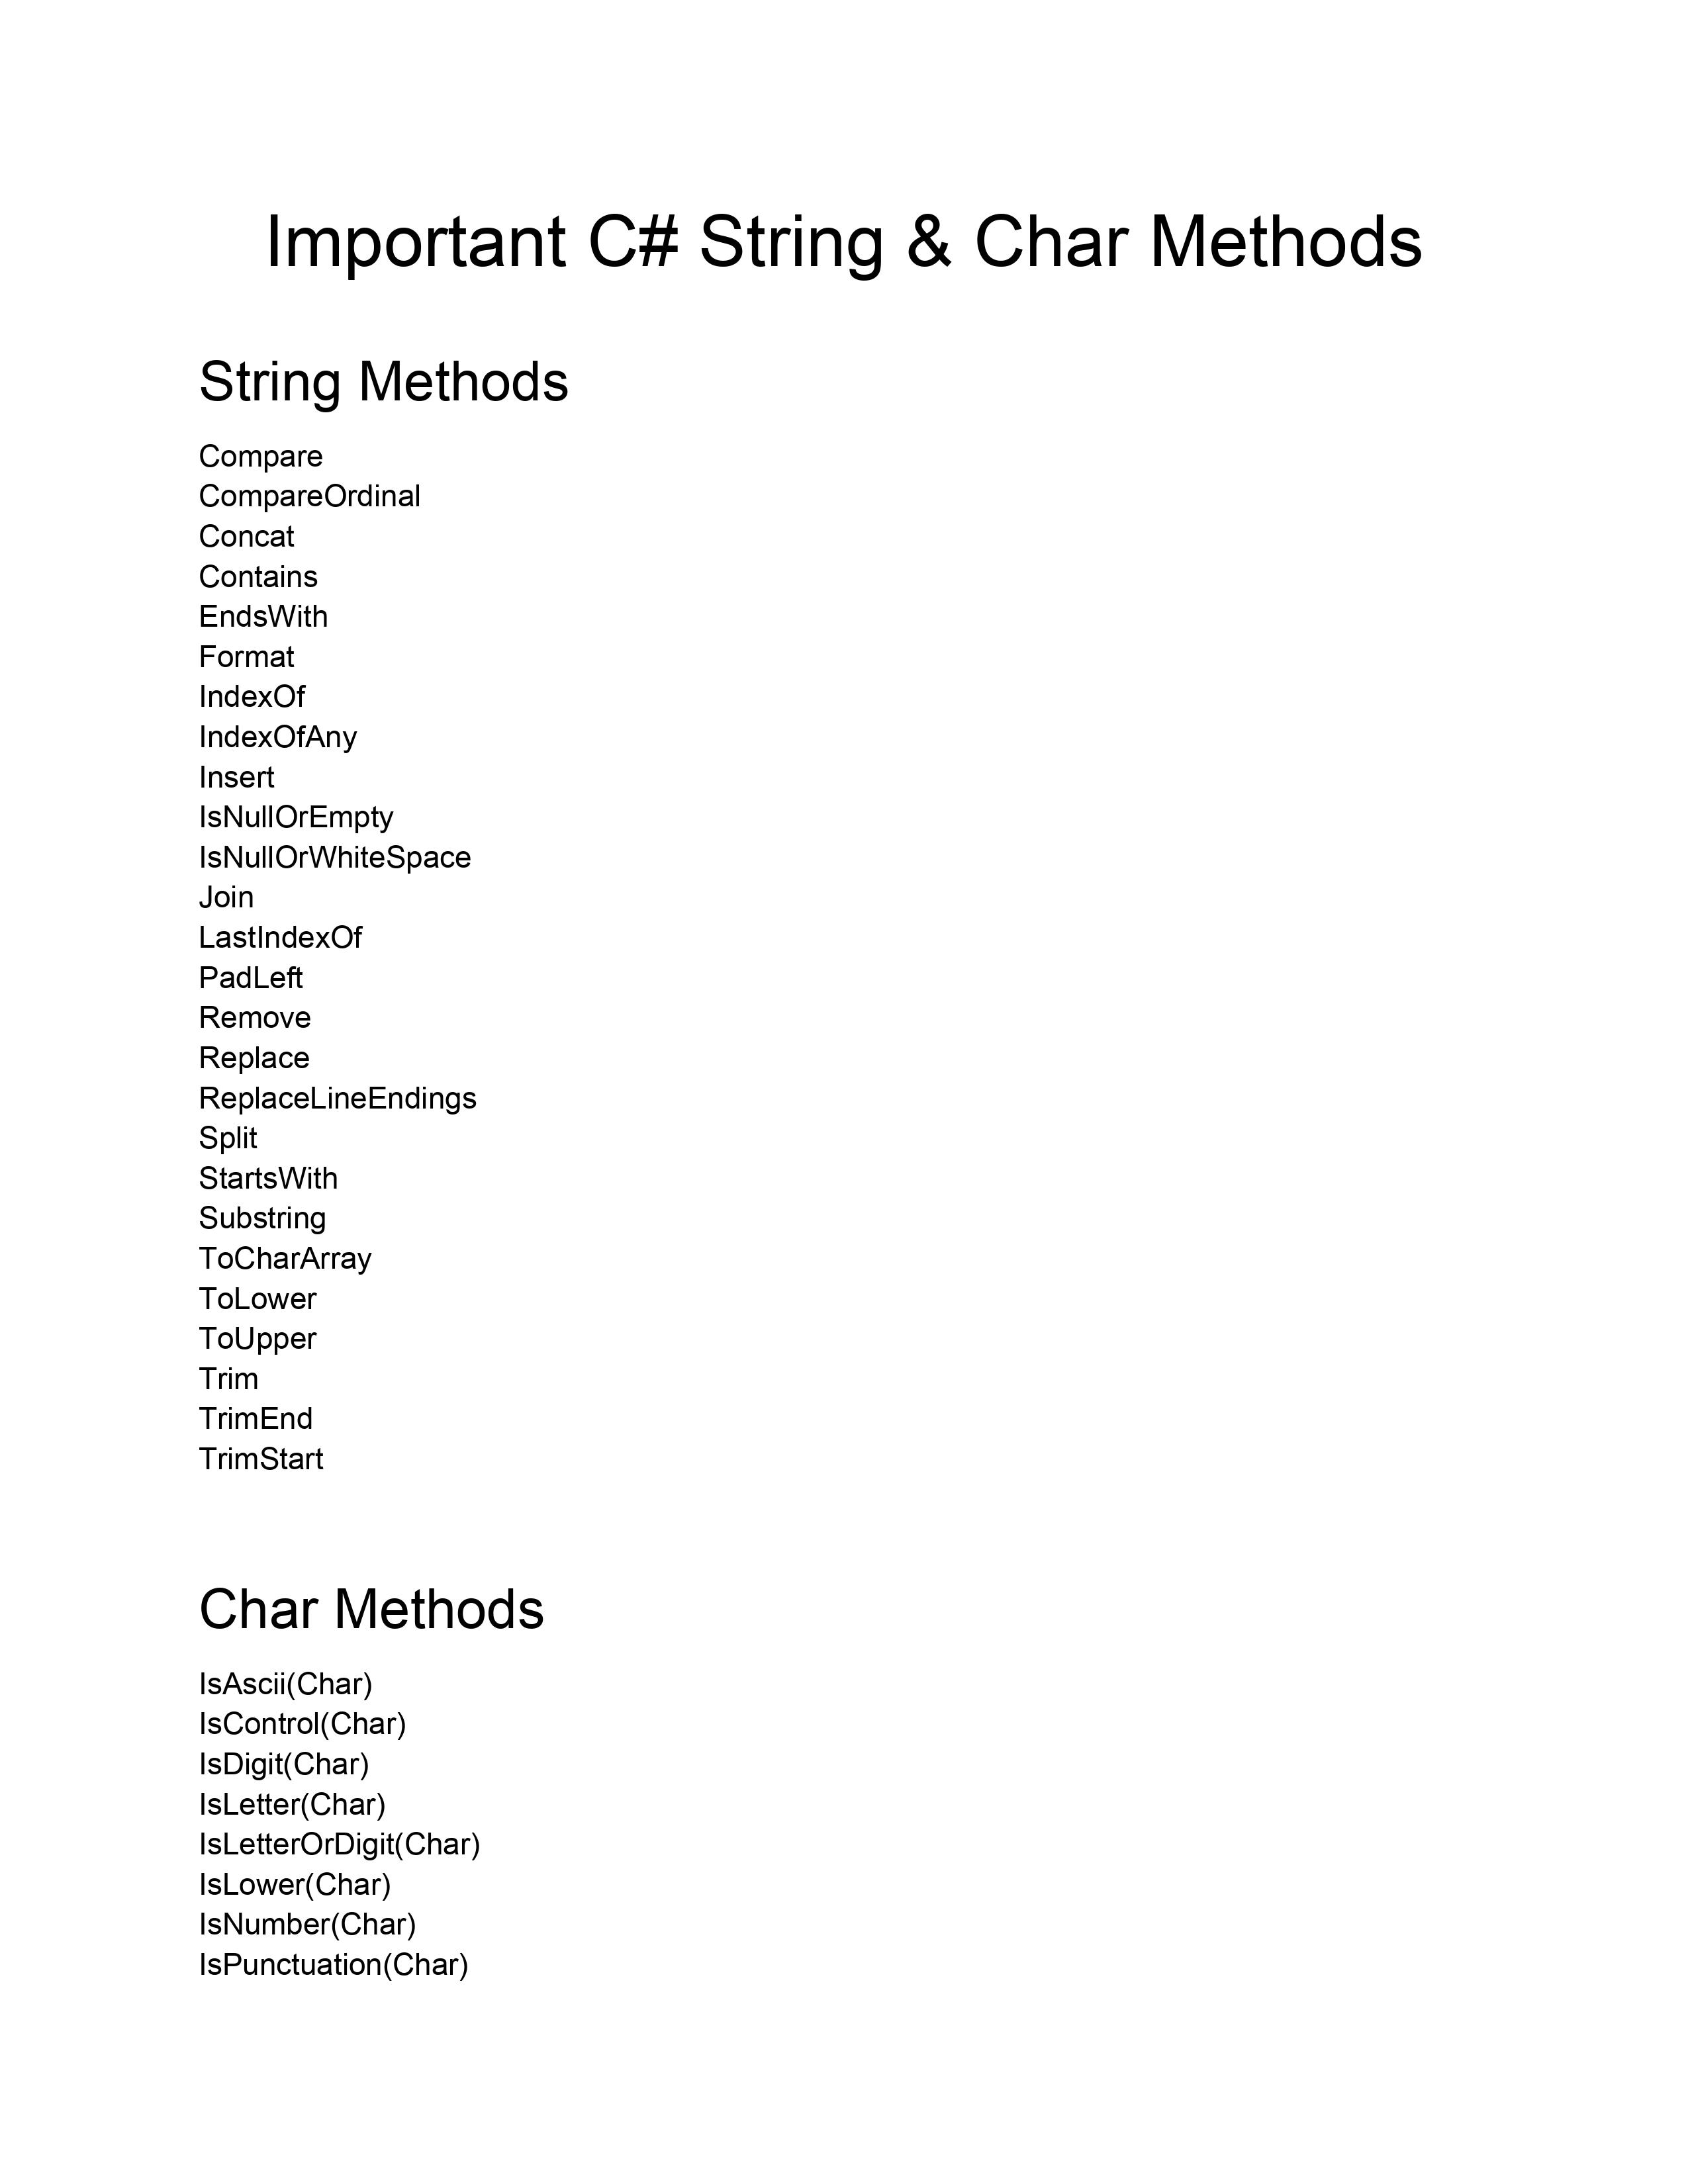 Important C# String & Char Methods
String Methods
Compare
CompareOrdinal
Concat
Contains
EndsWith
Format
IndexOf
IndexOfAny
Insert
IsNullOrEmpty
IsNullOrWhiteSpace
Join
LastIndexOf
PadLeft
Remove
Replace
ReplaceLineEndings
Split
StartsWith
Substring
ToCharArray
ToLower
ToUpper
Trim
TrimEnd
TrimStart
Char Methods
IsAscii(Char)
IsControl(Char)
IsDigit(Char)
IsLetter(Char)
IsLetterOrDigit(Char)
IsLower(Char)
IsNumber(Char)
IsPunctuation(Char)